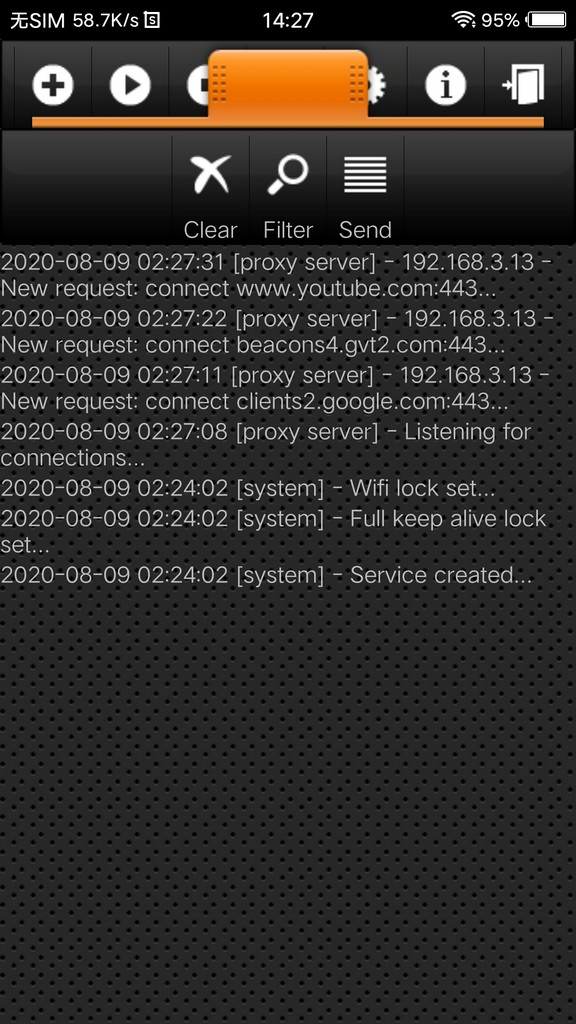 无SIM 58.7K/s 14:27 95%
Clear Filter Send
2020-08-09 02:27:31 [proxy server] - 192.168.3.13 -
New request: connect www.youtube.com:443...
2020-08-09 02:27:22 [proxy server] - 192.168.3.13 -
New request: connect beacons4.gvt2.com:443...
2020-08-09 02:27:11 [proxy server] - 192.168.3.13 -
New request: connect clients2.google.com:443...
2020-08-09 02:27:08 [proxy server] - Listening for
connections...
2020-08-09 02:24:02 [system] - Wifi lock set...
2020-08-09 02:24:02 [system] - Full keep alive lock
set...
2020-08-09 02:24:02 [system] - Service created...